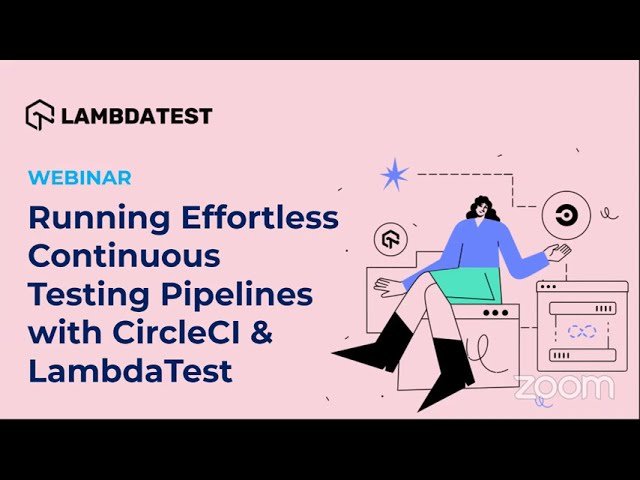 LAMBDATEST
WEBINAR
Running Effortless
Continuous
Testing Pipelines
with CircleCI &
LambdaTest
zoom